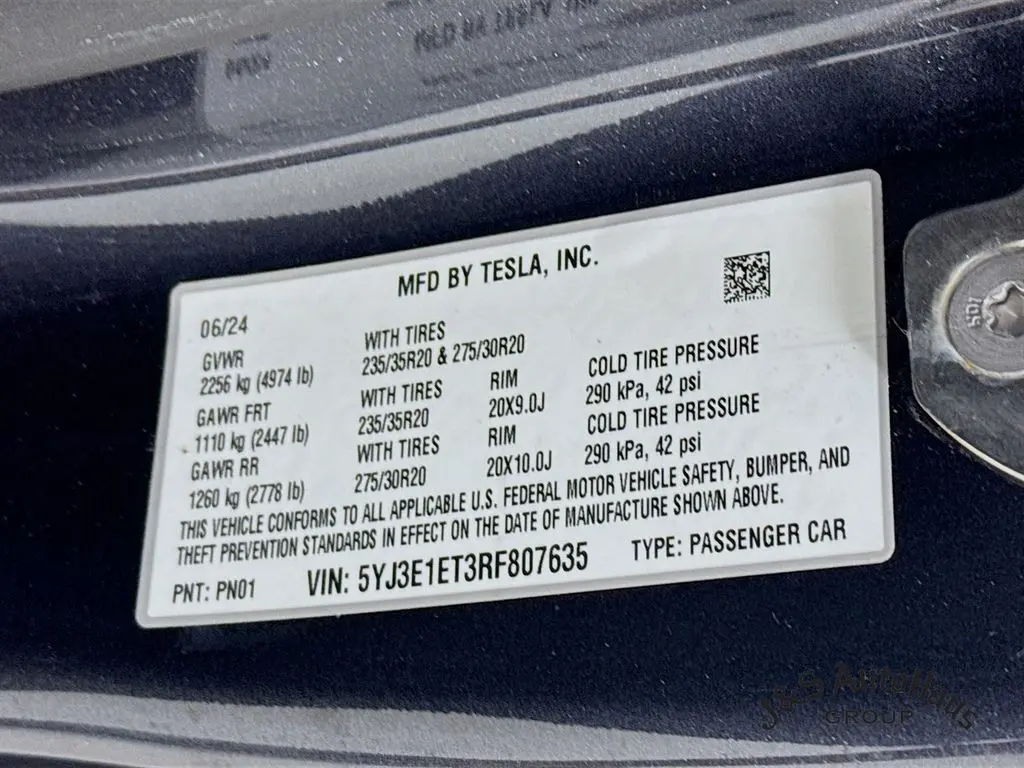 MFD BY TESLA, INC.
06/24
GVWR
2256 kg (4974 lb)
WITH TIRES
235/35R20 & 275/30R20
GAWR FRT
1110 kg (2447 lb)
WITH TIRES
235/35R20
RIM
20X9.0J
COLD TIRE PRESSURE
290 kPa, 42 psi
GAWR RR
1260 kg (2778 lb)
WITH TIRES
275/30R20
RIM
20X10.0J
COLD TIRE PRESSURE
290 kPa, 42 psi
THIS VEHICLE CONFORMS TO ALL APPLICABLE U.S. FEDERAL MOTOR VEHICLE SAFETY, BUMPER, AND
THEFT PREVENTION STANDARDS IN EFFECT ON THE DATE OF MANUFACTURE SHOWN ABOVE.
PNT: PN01 VIN: 5YJ3E1ET3RF807635 TYPE: PASSENGER CAR
J&S AutoHaus
GROUP